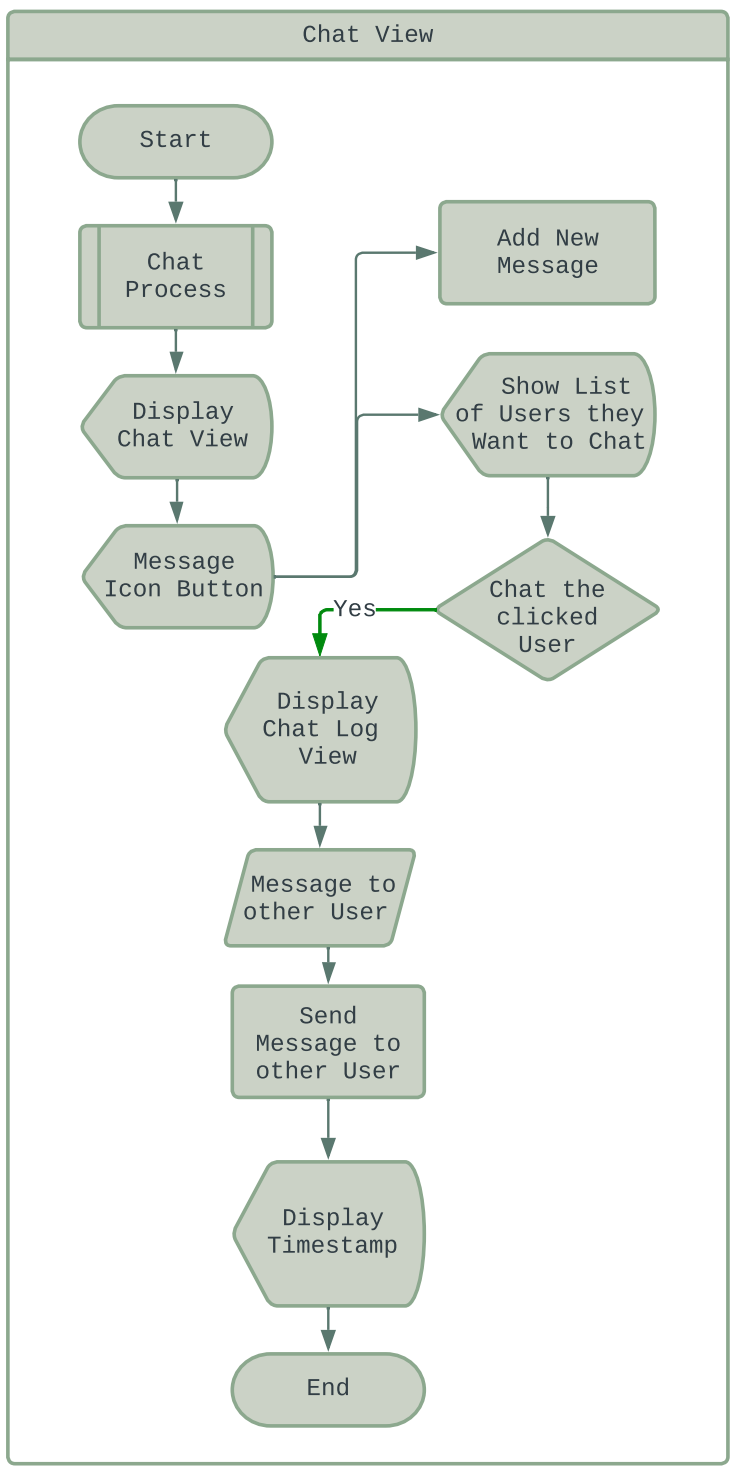 Chat View
Start
Chat
Process
Display
Chat View
Message
Icon Button
Add New
Message
Show List
of Users they
Want to Chat
Chat the
clicked
User
Yes
Display
Chat Log
View
Message to
other User
Send
Message to
other User
Display
Timestamp
End